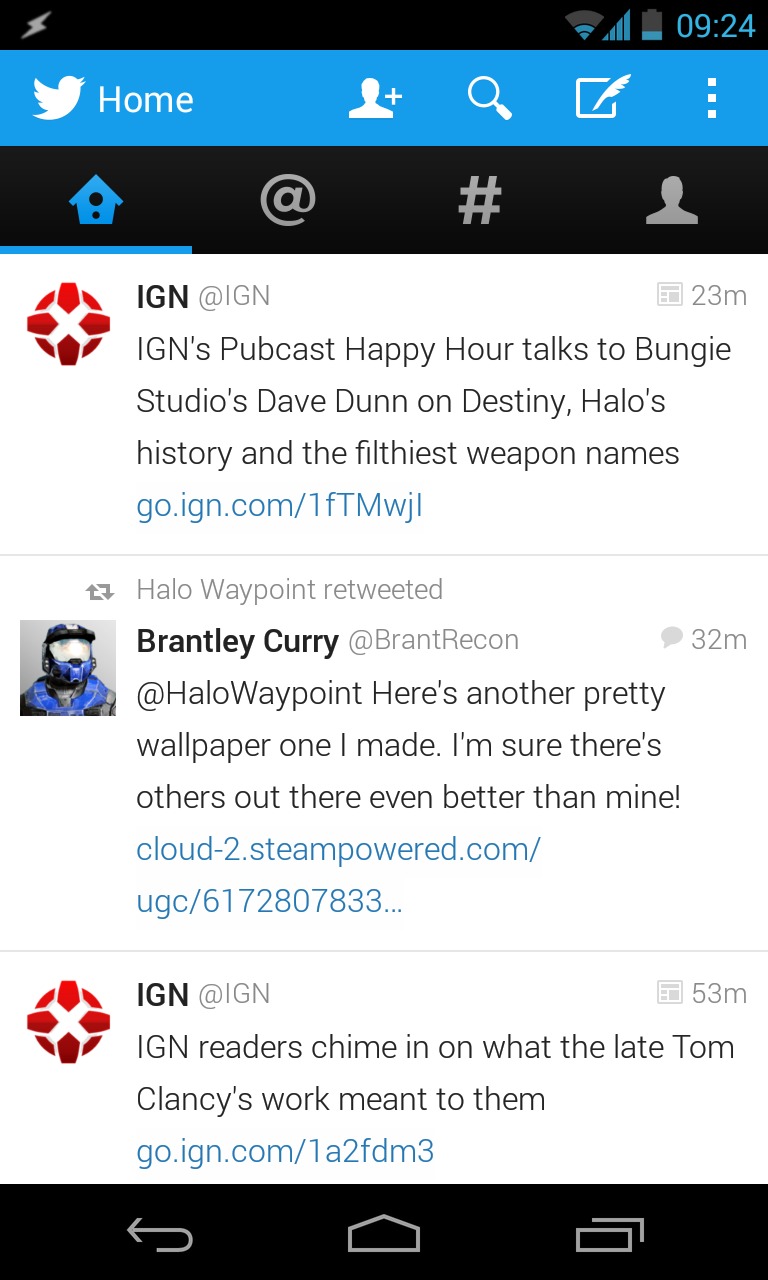 09:24
Home
@
#
IGN @IGN 23m
IGN's Pubcast Happy Hour talks to Bungie
Studio's Dave Dunn on Destiny, Halo's
history and the filthiest weapon names
go.ign.com/1fTMwjI
Halo Waypoint retweeted
Brantley Curry @BrantRecon 32m
@HaloWaypoint Here's another pretty
wallpaper one I made. I'm sure there's
others out there even better than mine!
cloud-2.steampowered.com/
ugc/6172807833…
IGN @IGN 53m
IGN readers chime in on what the late Tom
Clancy's work meant to them
go.ign.com/1a2fdm3